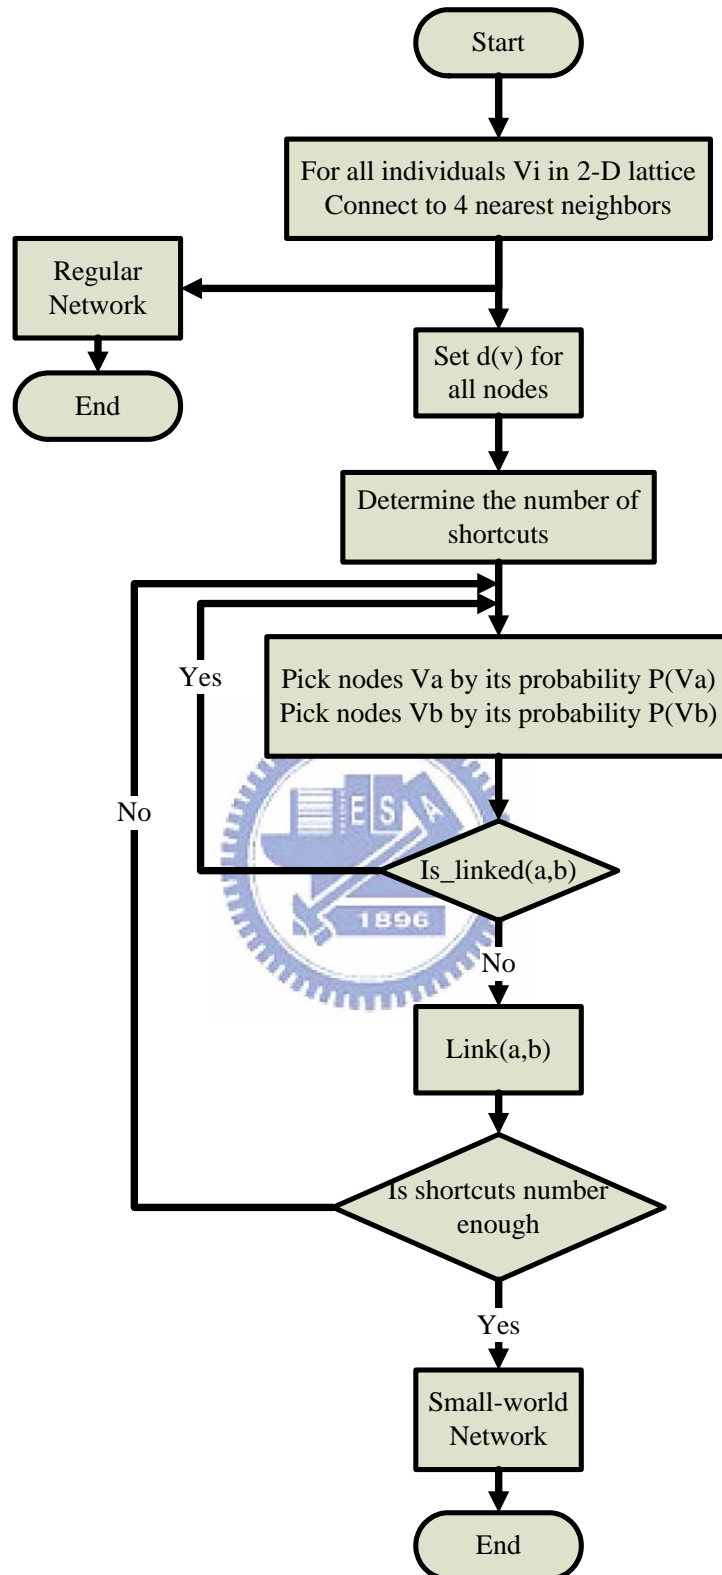 Start
For all individuals Vi in 2-D lattice
Connect to 4 nearest neighbors
Regular
Network
End
Set d(v) for
all nodes
Determine the number of
shortcuts
Yes
Pick nodes Va by its probability P(Va)
Pick nodes Vb by its probability P(Vb)
No
E S A
Is_linked(a,b)
1896
No
Link(a,b)
Is shortcuts number
enough
Yes
Small-world
Network
End